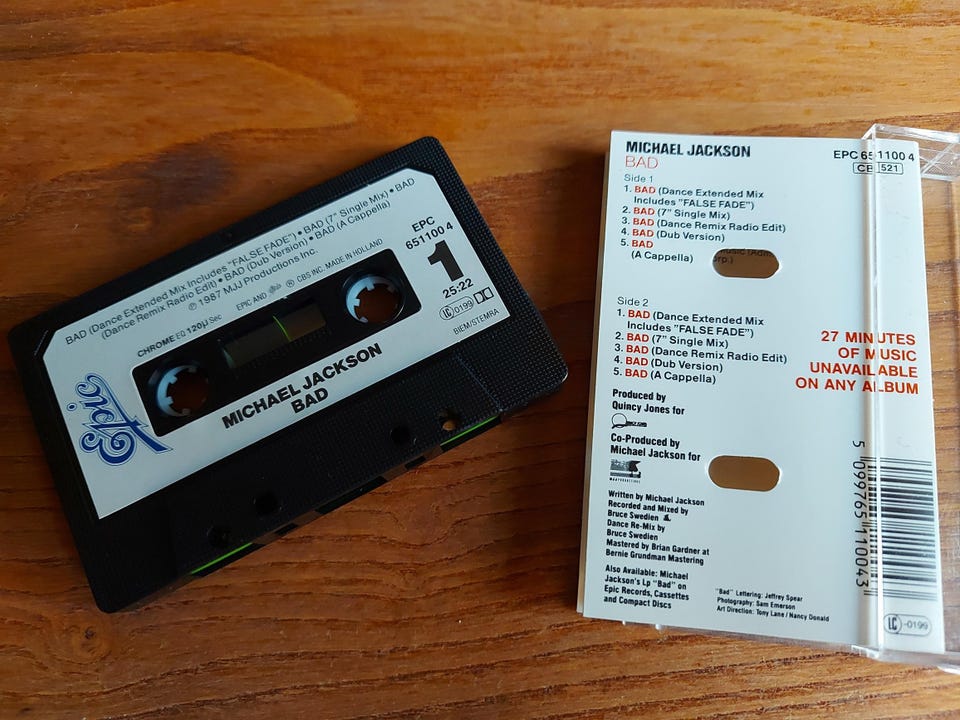 BAD (Dance Extended Mix Includes "FALSE FADE") • BAD (7" Single Mix) • BAD
(Dance Remix Radio Edit) • BAD (Dub Version) • BAD (A Cappella)
℗ 1987 MJJ Productions Inc.
EPIC AND
® CBS INC. MADE IN HOLLAND
CHROME EQ 120µ Sec
EPC
651100 4
1
25:22
LC 0199
BIEM/STEMRA
Epic
MICHAEL JACKSON
BAD
MICHAEL JACKSON
BAD
EPC 651100 4
CB 521
Side 1
1. BAD (Dance Extended Mix
Includes "FALSE FADE")
2. BAD (7" Single Mix)
3. BAD (Dance Remix Radio Edit)
4. BAD (Dub Version)
5. BAD
(A Cappella)
Side 2
1. BAD (Dance Extended Mix
Includes "FALSE FADE")
2. BAD (7" Single Mix)
3. BAD (Dance Remix Radio Edit)
4. BAD (Dub Version)
5. BAD (A Cappella)
27 MINUTES
OF MUSIC
UNAVAILABLE
ON ANY ALBUM
Produced by
Quincy Jones for
Co-Produced by
Michael Jackson for
Written by Michael Jackson
Recorded and Mixed by
Bruce Swedien
Dance Re-Mix by
Bruce Swedien
Mastered by Brian Gardner at
Bernie Grundman Mastering
Also Available: Michael
Jackson's Lp "Bad" on
Epic Records, Cassettes
and Compact Discs
"Bad" Lettering: Jeffrey Spear
Photography: Sam Emerson
Art Direction: Tony Lane / Nancy Donald
5 099765 110043
LC -0199